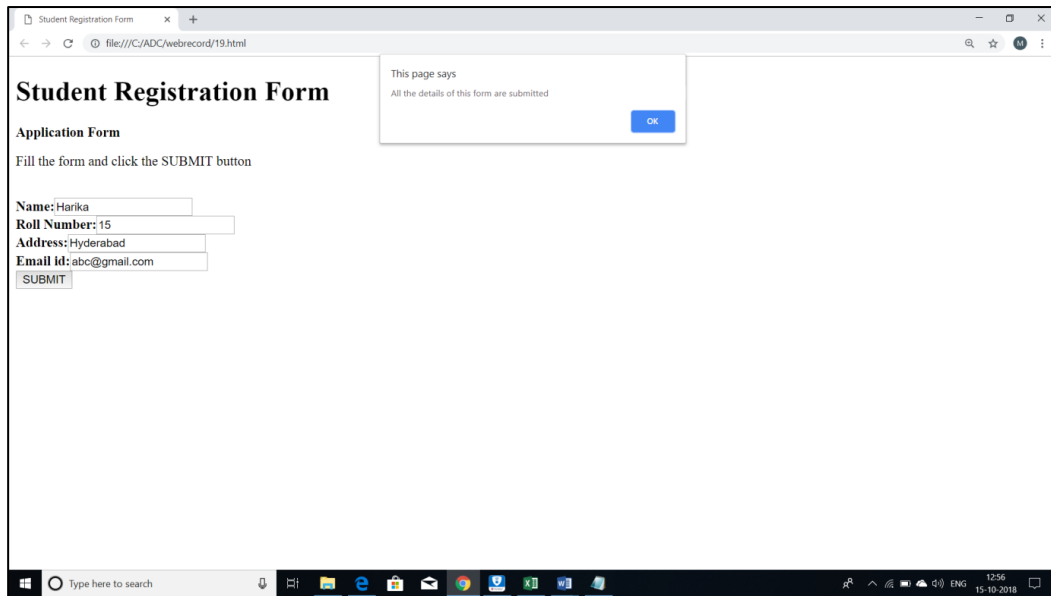 Student Registration Form
file:///C:/ADC/webrecord/19.html
M
This page says
All the details of this form are submitted
OK
Student Registration Form
Application Form
Fill the form and click the SUBMIT button
Name: Harika
Roll Number: 15
Address: Hyderabad
Email id: abc@gmail.com
SUBMIT
Type here to search
ENG
12:56
15-10-2018